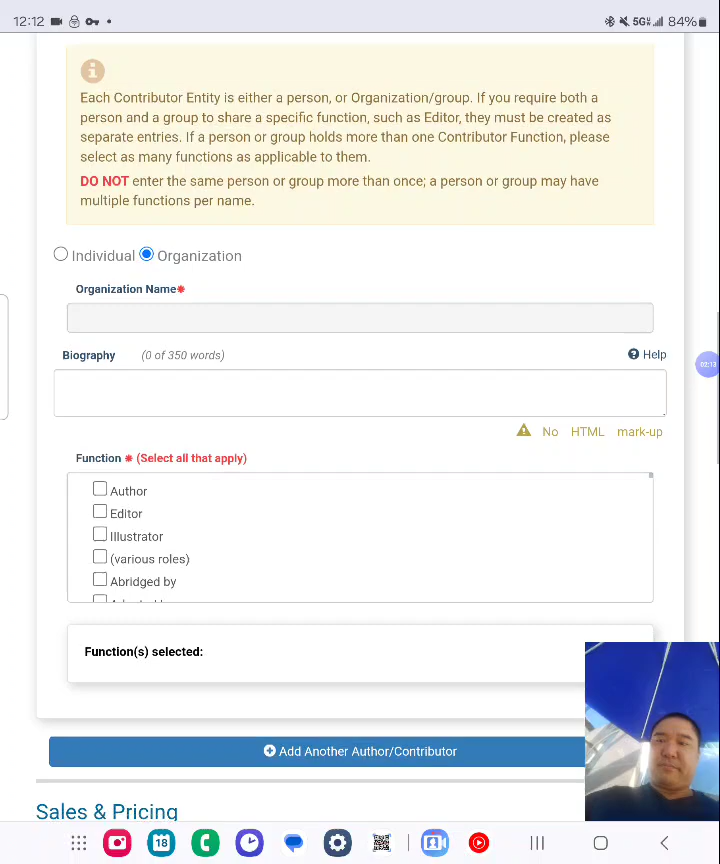 12:12
5G
84%
Each Contributor Entity is either a person, or Organization/group. If you require both a
person and a group to share a specific function, such as Editor, they must be created as
separate entries. If a person or group holds more than one Contributor Function, please
select as many functions as applicable to them.
DO NOT enter the same person or group more than once; a person or group may have
multiple functions per name.
Individual Organization
Organization Name*
Biography (0 of 350 words) Help
02:13
No HTML mark-up
Function * (Select all that apply)
Author
Editor
Illustrator
(various roles)
Abridged by
Function(s) selected:
Add Another Author/Contributor
Sales & Pricing
18